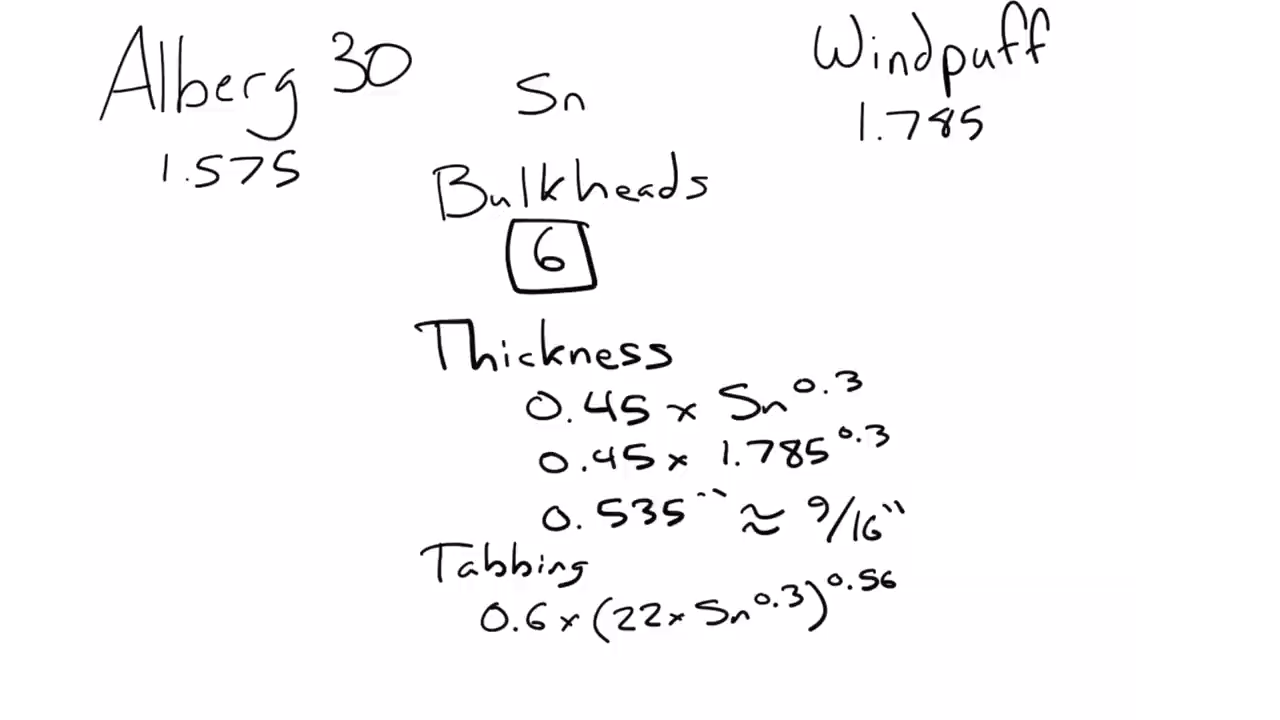 Alberg 30
1.575
Sn
Windpuff
1.785
Bulkheads
6
Thickness
0.45 x Sn^0.3
0.45 x 1.785^0.3
0.535" ≈ 9/16"
Tabbing
0.6 x (22 x Sn^0.3)^0.56